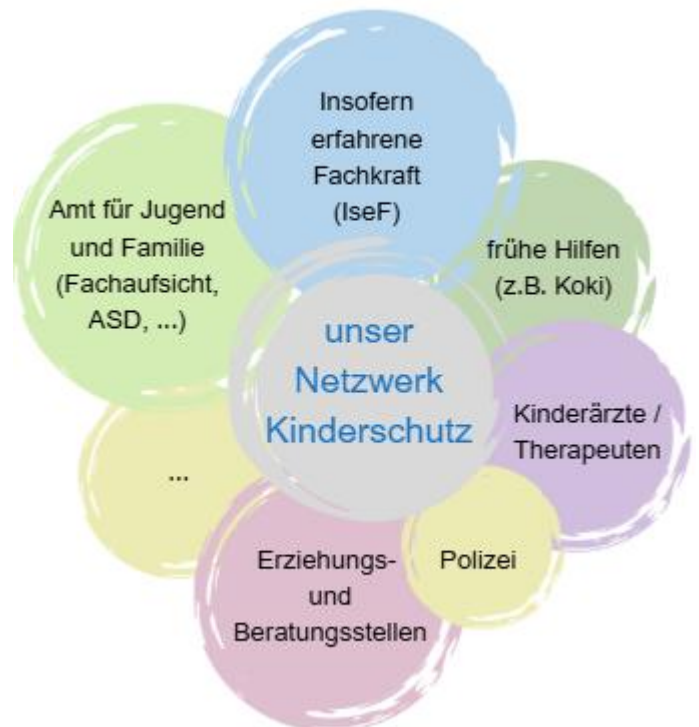 Insofern
erfahrene
Fachkraft
(IseF)
Amt für Jugend
und Familie
(Fachaufsicht,
ASD, ...)
frühe Hilfen
(z.B. Koki)
unser
Netzwerk
Kinderschutz
Kinderärzte /
Therapeuten
...
Erziehungs-
und
Beratungsstellen
Polizei